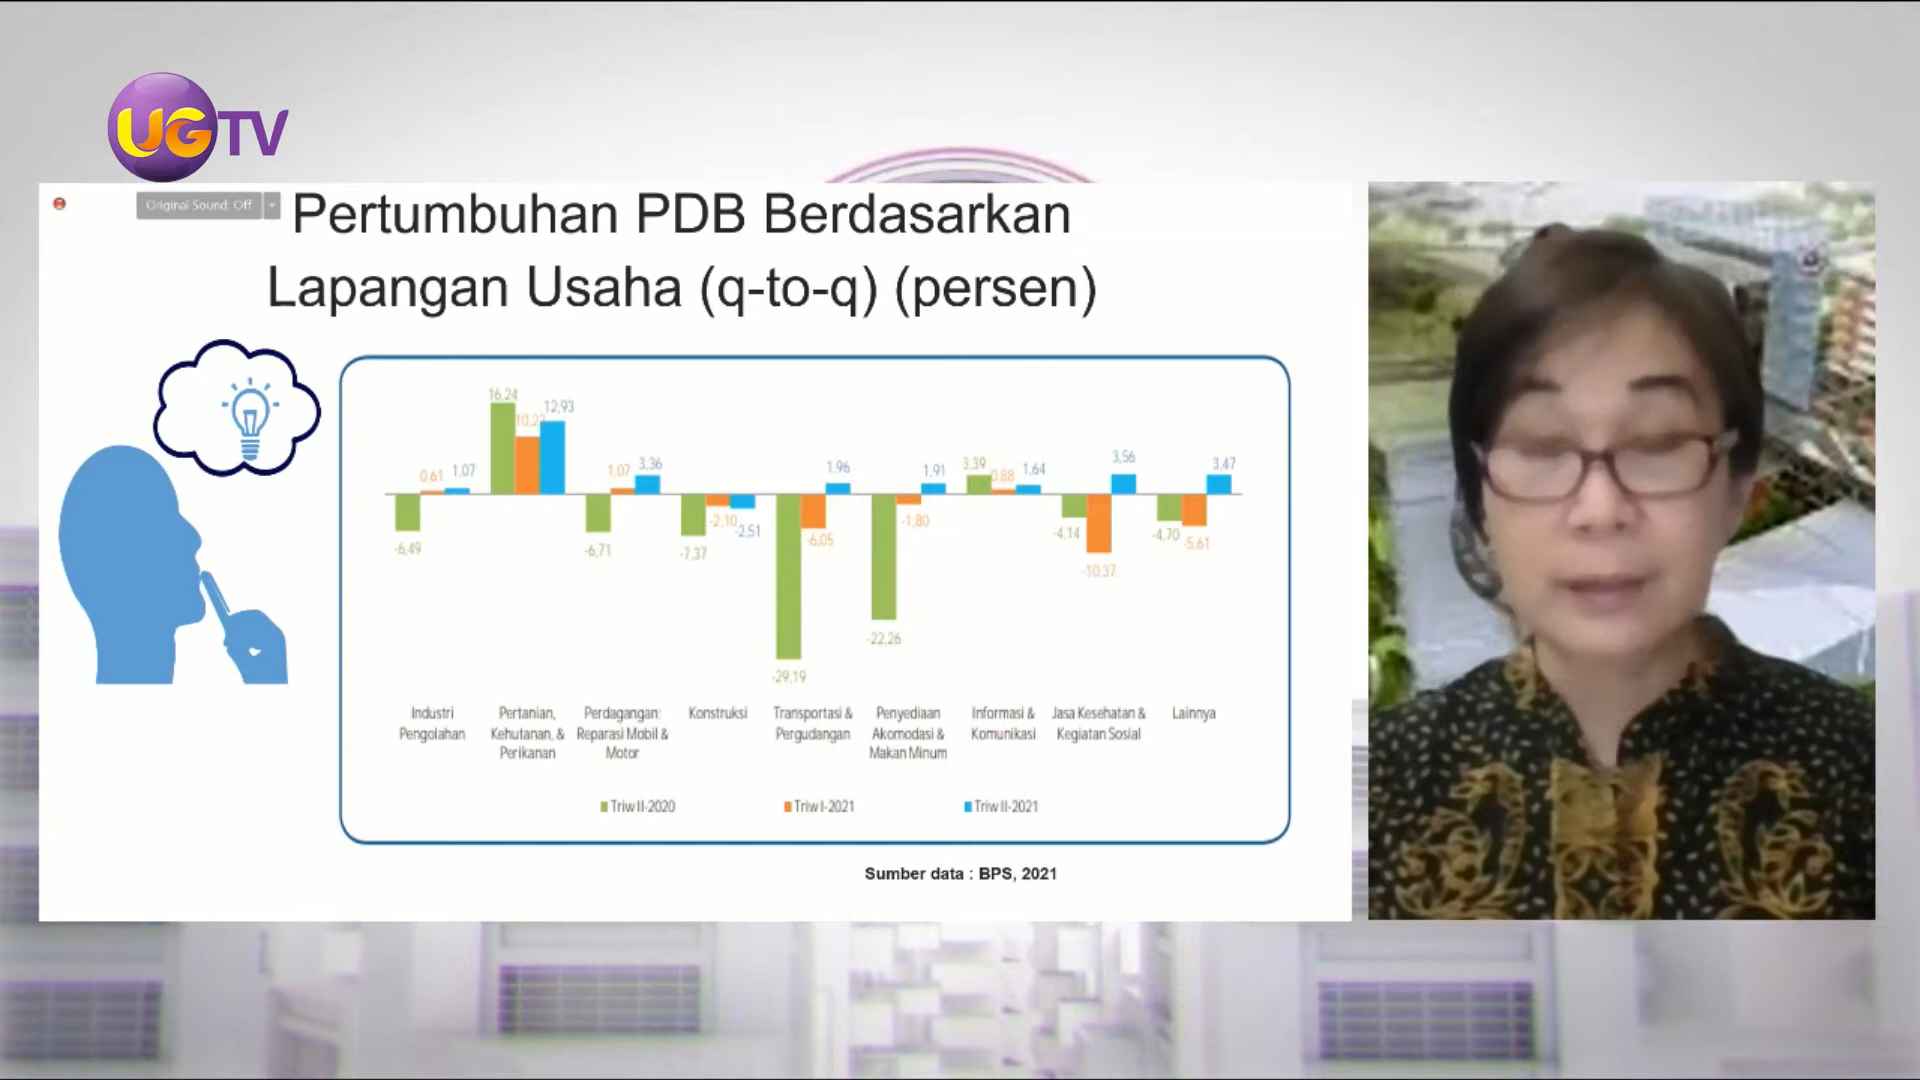 UGTV
Original Sound: Off
Pertumbuhan PDB Berdasarkan
Lapangan Usaha (q-to-q) (persen)
16,24
10,23
12,93
0,61
1,07
1,07
3,36
1,96
1,91
3,39
0,88
1,64
3,56
3,47
-6,49
-6,71
-7,37
-2,10
-2,51
-29,19
-6,05
-22,26
-1,80
-4,14
-10,37
-4,70
-5,61
Industri
Pengolahan
Pertanian,
Kehutanan, &
Perikanan
Perdagangan;
Reparasi Mobil &
Motor
Konstruksi
Transportasi &
Pergudangan
Penyediaan
Akomodasi &
Makan Minum
Informasi &
Komunikasi
Jasa Kesehatan &
Kegiatan Sosial
Lainnya
Triw II-2020
Triw I-2021
Triw II-2021
Sumber data : BPS, 2021